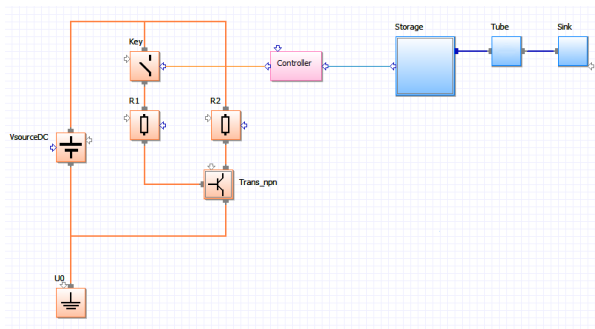 Storage Tube Sink
Key
Controller
R1 R2
VsourceDC
Trans_npn
U0